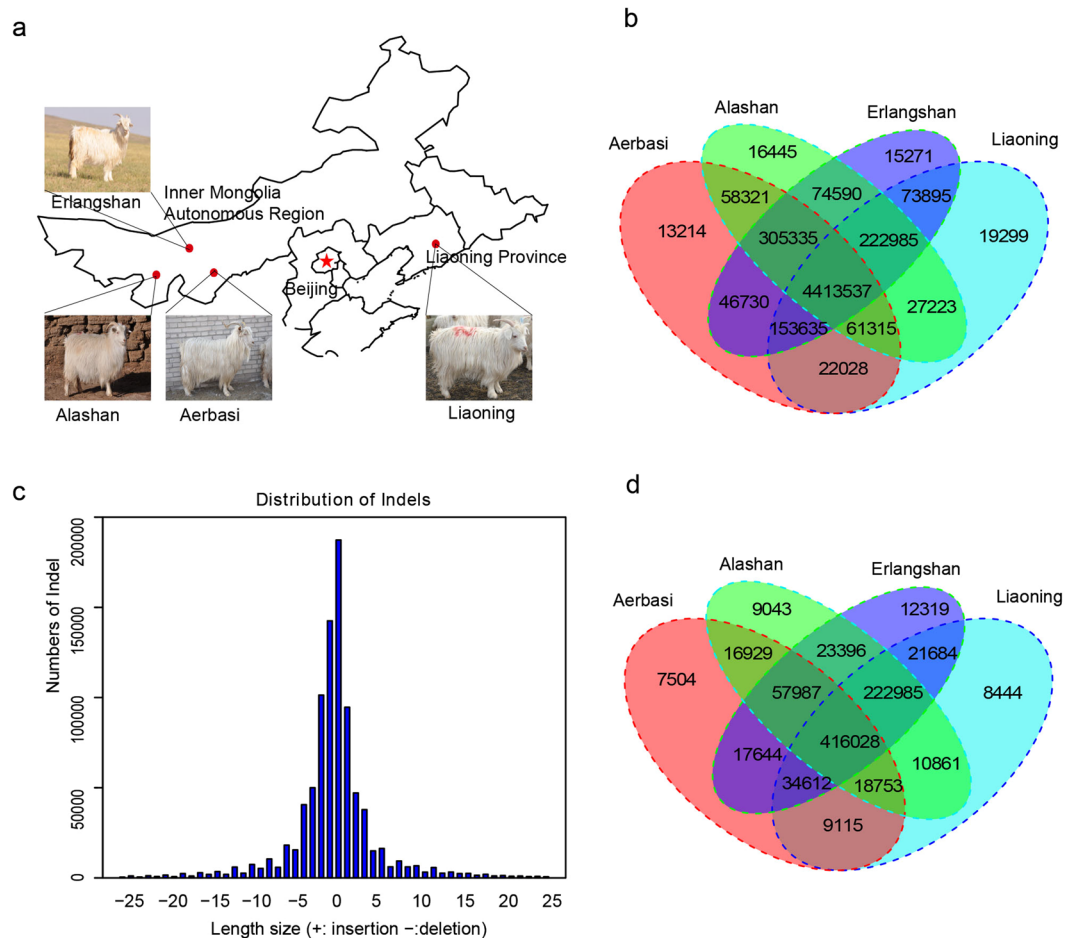 a
Erlangshan
Inner Mongolia
Autonomous Region
Liaoning Province
Beijing
Alashan
Aerbasi
Liaoning
b
Aerbasi
Alashan
Erlangshan
Liaoning
16445
15271
58321
74590
73895
13214
305335
222985
19299
46730
4413537
27223
153635
61315
22028
c
Distribution of Indels
Numbers of Indel
0
50000
100000
150000
200000
−25 −20 −15 −10 −5 0 5 10 15 20 25
Length size (+: insertion −:deletion)
d
Aerbasi
Alashan
Erlangshan
Liaoning
9043
12319
16929
23396
21684
7504
57987
222985
8444
17644
416028
10861
34612
18753
9115